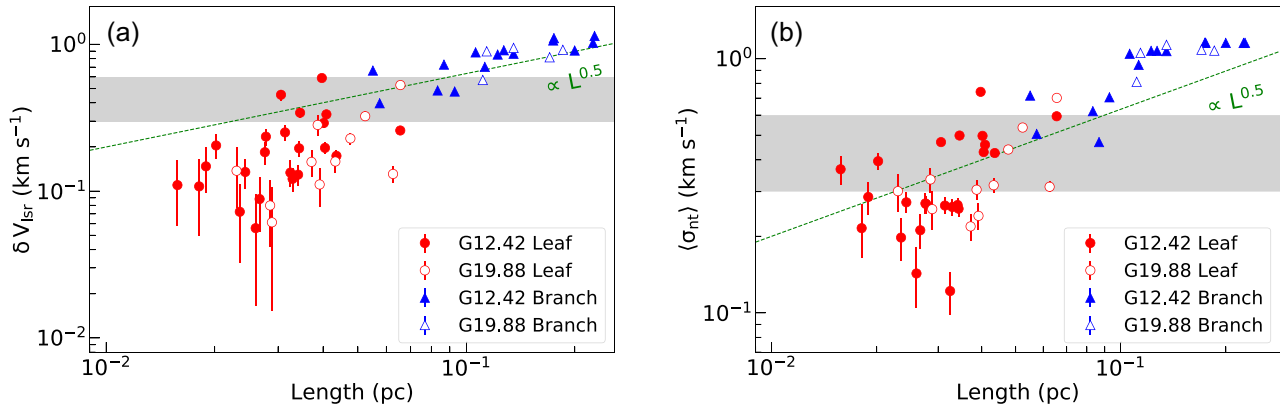 (a)
δ V_lsr (km s⁻¹)
10⁰
10⁻¹
10⁻²
∝ L^0.5
G12.42 Leaf
G19.88 Leaf
G12.42 Branch
G19.88 Branch
10⁻² 10⁻¹
Length (pc)
(b)
⟨σ_nt⟩ (km s⁻¹)
10⁰
10⁻¹
∝ L^0.5
G12.42 Leaf
G19.88 Leaf
G12.42 Branch
G19.88 Branch
10⁻² 10⁻¹
Length (pc)